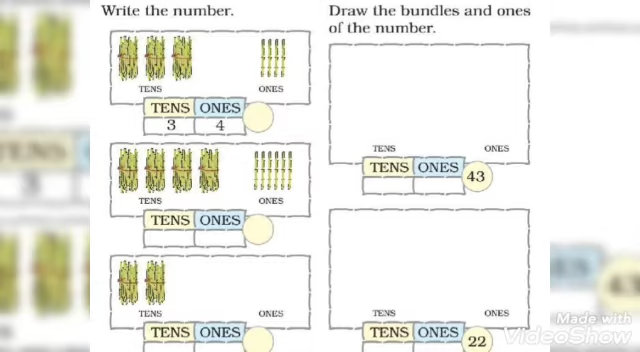 Write the number.
TENS ONES
TENS ONES
3 4
TENS ONES
TENS ONES
TENS ONES
TENS ONES
Draw the bundles and ones
of the number.
TENS ONES
TENS ONES
43
TENS ONES
TENS ONES
22
Made with
VideoShow